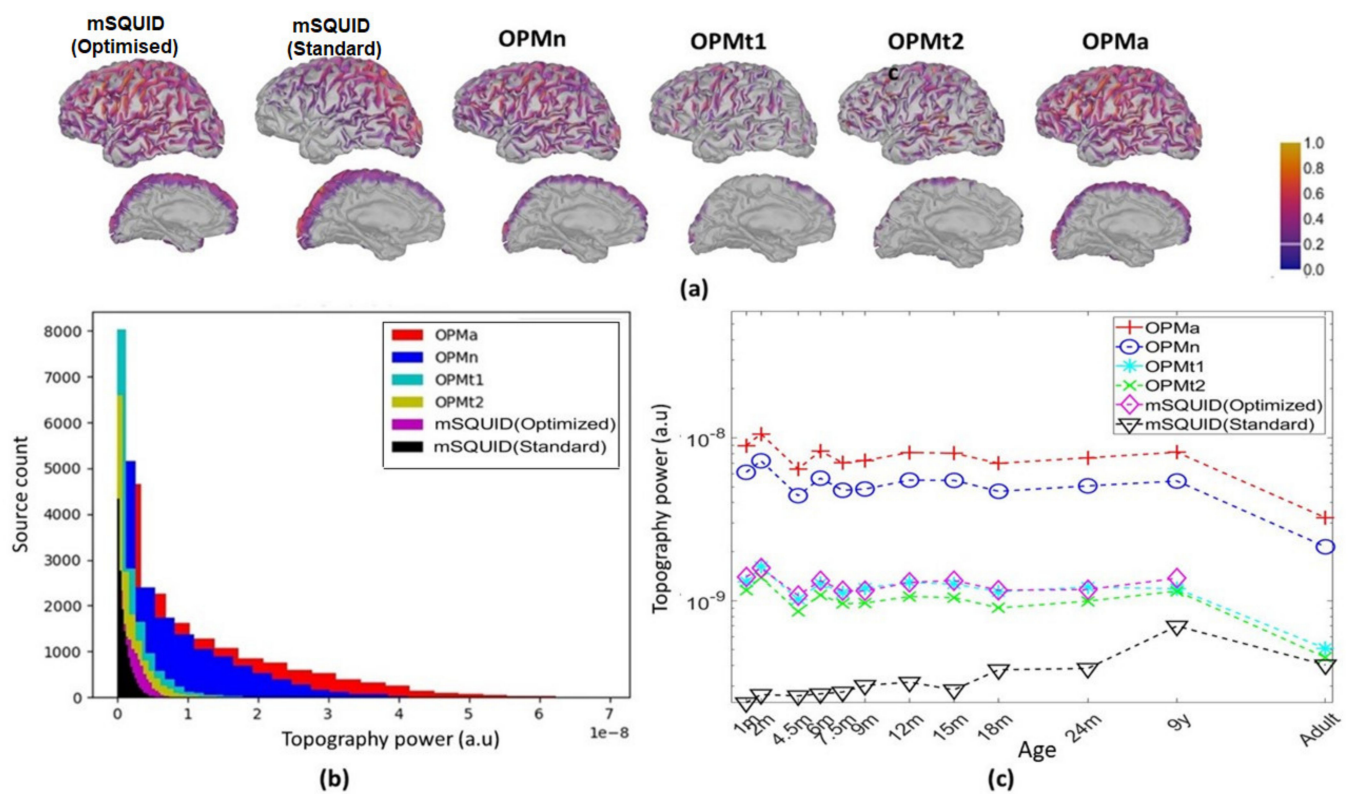 mSQUID
(Optimised)
mSQUID
(Standard)
OPMn
OPMt1
OPMt2
OPMa
c
1.0
0.8
0.6
0.4
0.2
0.0
(a)
8000
7000
6000
5000
4000
3000
2000
1000
0
Source count
OPMa
OPMn
OPMt1
OPMt2
mSQUID(Optimized)
mSQUID(Standard)
0 1 2 3 4 5 6 7
1e−8
Topography power (a.u)
(b)
OPMa
OPMn
OPMt1
OPMt2
mSQUID(Optimized)
mSQUID(Standard)
10-8
10-9
Topography power (a.u)
2m 4.5m 7.5m 9m 12m 15m 18m 24m 9y Adult
Age
(c)